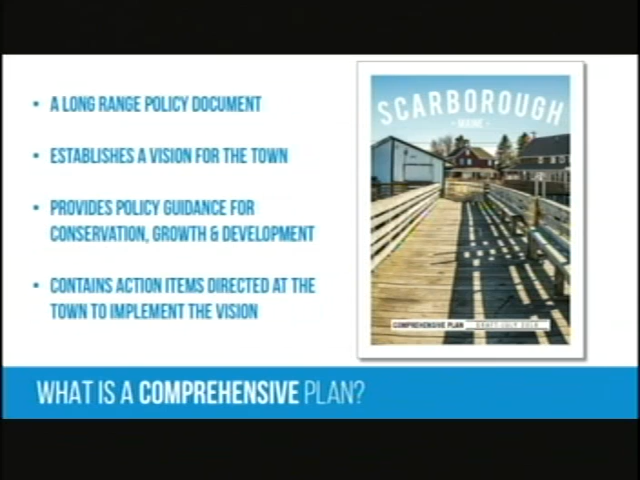 • A LONG RANGE POLICY DOCUMENT
• ESTABLISHES A VISION FOR THE TOWN
• PROVIDES POLICY GUIDANCE FOR
CONSERVATION, GROWTH & DEVELOPMENT
• CONTAINS ACTION ITEMS DIRECTED AT THE
TOWN TO IMPLEMENT THE VISION
SCARBOROUGH
- MAINE -
COMPREHENSIVE PLAN
WHAT IS A COMPREHENSIVE PLAN?